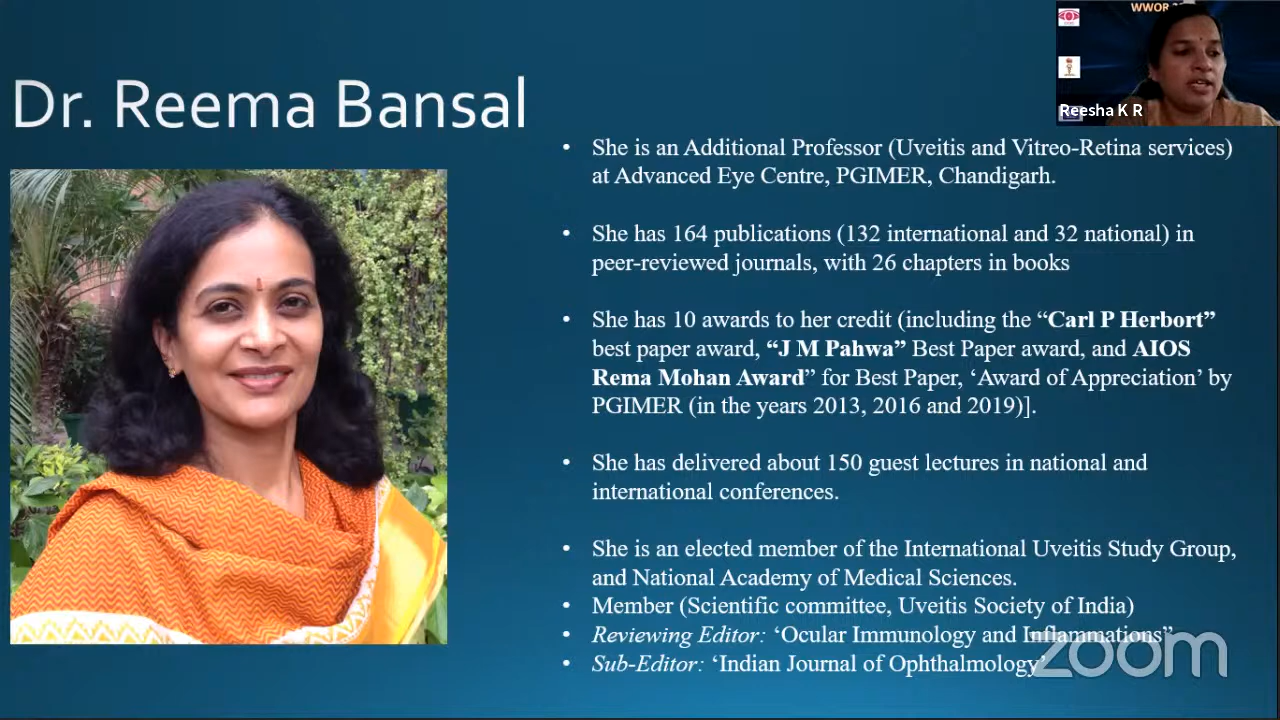 WWOR
Reesha K R
Dr. Reema Bansal
• She is an Additional Professor (Uveitis and Vitreo-Retina services)
at Advanced Eye Centre, PGIMER, Chandigarh.
• She has 164 publications (132 international and 32 national) in
peer-reviewed journals, with 26 chapters in books
• She has 10 awards to her credit (including the “Carl P Herbort”
best paper award, “J M Pahwa” Best Paper award, and AIOS
Rema Mohan Award” for Best Paper, ‘Award of Appreciation’ by
PGIMER (in the years 2013, 2016 and 2019)].
• She has delivered about 150 guest lectures in national and
international conferences.
• She is an elected member of the International Uveitis Study Group,
and National Academy of Medical Sciences.
• Member (Scientific committee, Uveitis Society of India)
• Reviewing Editor: ‘Ocular Immunology and Inflammations”
• Sub-Editor: ‘Indian Journal of Ophthalmology’
zoom